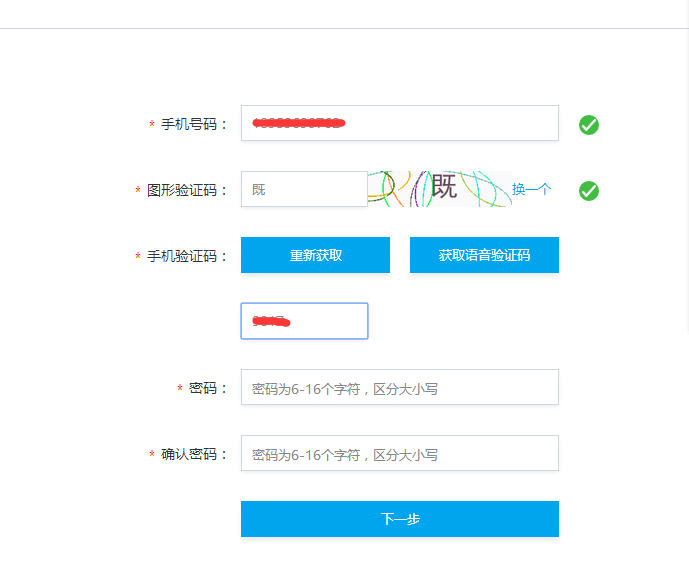 * 手机号码：
* 图形验证码： 既 既 换一个
* 手机验证码： 重新获取 获取语音验证码
* 密码： 密码为6-16个字符，区分大小写
* 确认密码： 密码为6-16个字符，区分大小写
下一步